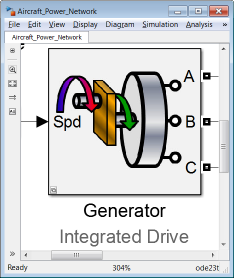 Aircraft_Power_Network
File Edit View Display Diagram Simulation Analysis »
Aircraft_Power_Network
A
Spd
B
C
Generator
Integrated Drive
»
Ready 304% ode23t